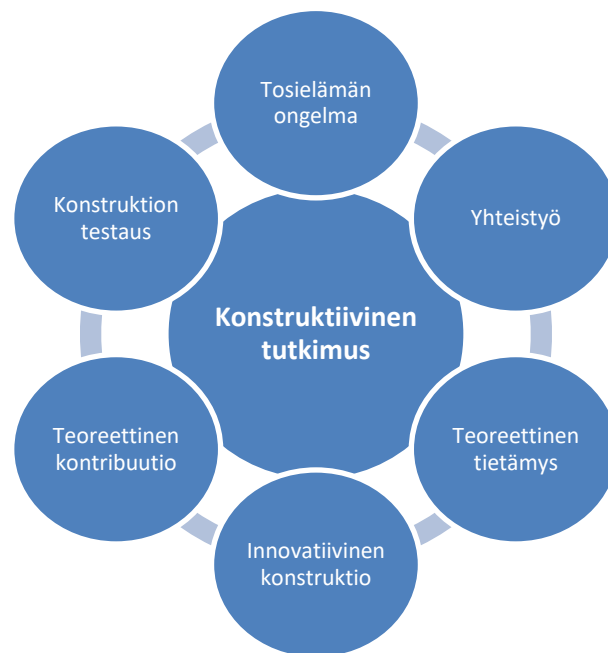 Tosielämän
ongelma
Yhteistyö
Teoreettinen
tietämys
Innovatiivinen
konstruktio
Teoreettinen
kontribuutio
Konstruktion
testaus
Konstruktiivinen
tutkimus